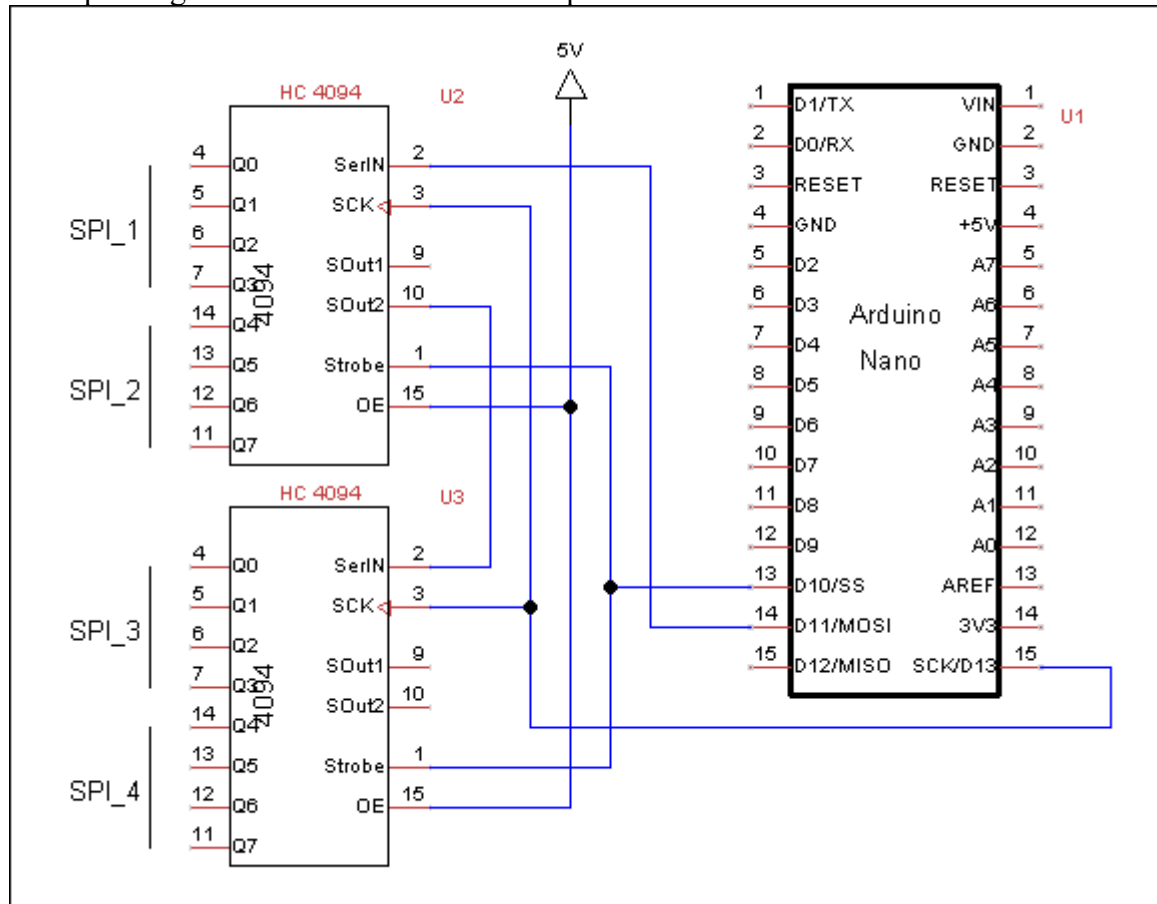 5V
HC 4094
U2
4 Q0
5 Q1
6 Q2
7 Q3
14 Q4
13 Q5
12 Q6
11 Q7
4094
SerIN 2
SCK 3
SOut1 9
SOut2 10
Strobe 1
OE 15
SPI_1
SPI_2
HC 4094
U3
4 Q0
5 Q1
6 Q2
7 Q3
14 Q4
13 Q5
12 Q6
11 Q7
4094
SerIN 2
SCK 3
SOut1 9
SOut2 10
Strobe 1
OE 15
SPI_3
SPI_4
U1
Arduino
Nano
1 D1/TX
2 D0/RX
3 RESET
4 GND
5 D2
6 D3
7 D4
8 D5
9 D6
10 D7
11 D8
12 D9
13 D10/SS
14 D11/MOSI
15 D12/MISO
VIN 1
GND 2
RESET 3
+5V 4
A7 5
A6 6
A5 7
A4 8
A3 9
A2 10
A1 11
A0 12
AREF 13
3V3 14
SCK/D13 15